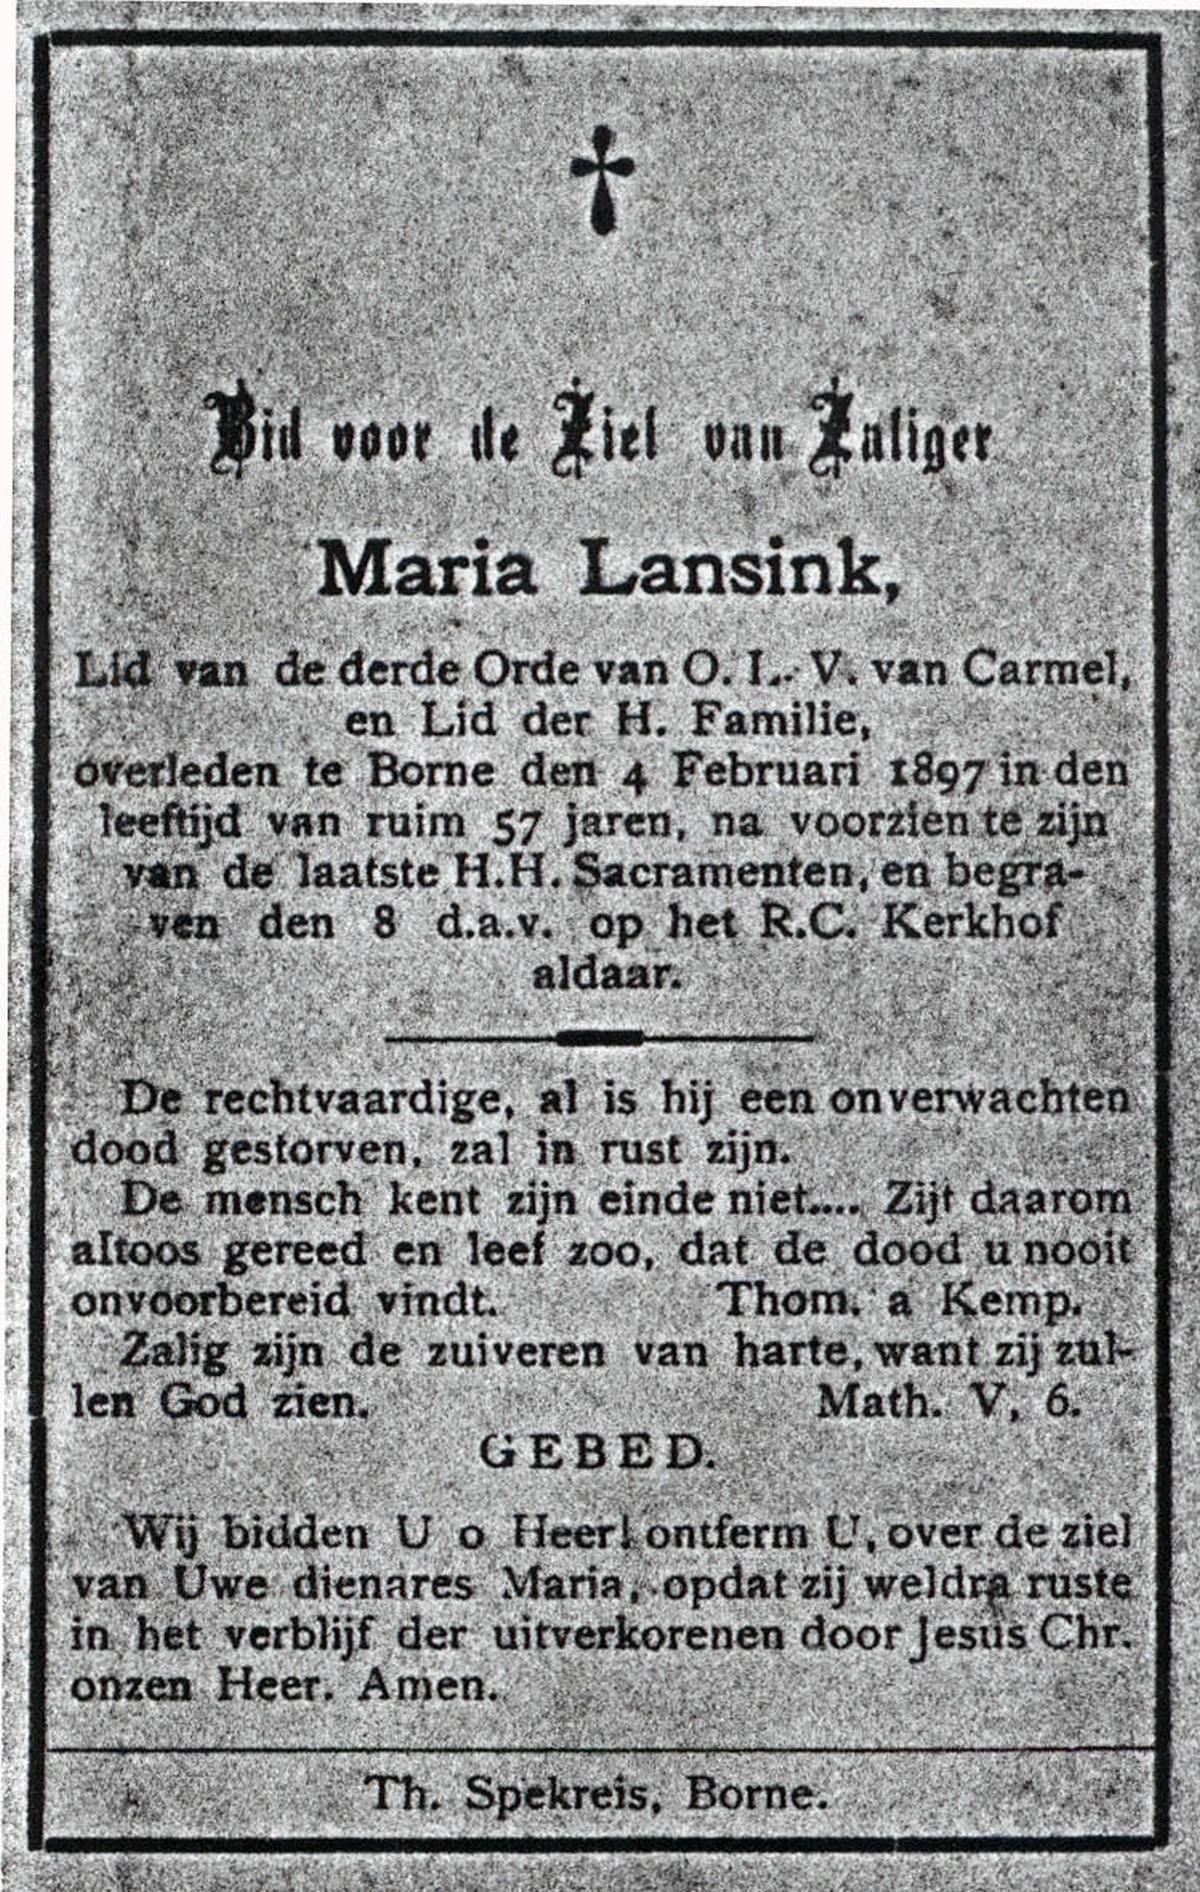 Bid voor de Ziel van Zaliger
Maria Lansink,
Lid van de derde Orde van O. L. V. van Carmel,
en Lid der H. Familie,
overleden te Borne den 4 Februari 1897 in den
leeftijd van ruim 57 jaren, na voorzien te zijn
van de laatste H.H. Sacramenten, en begra-
ven den 8 d.a.v. op het R.C. Kerkhof
aldaar.
De rechtvaardige, al is hij een onverwachten
dood gestorven, zal in rust zijn.
De mensch kent zijn einde niet.... Zijt daarom
altoos gereed en leef zoo, dat de dood u nooit
onvoorbereid vindt. Thom. a Kemp.
Zalig zijn de zuiveren van harte, want zij zul-
len God zien. Math. V, 6.
GEBED.
Wij bidden U o Heer! ontferm U, over de ziel
van Uwe dienares Maria, opdat zij weldra ruste
in het verblijf der uitverkorenen door Jesus Chr.
onzen Heer. Amen.
Th. Spekreis, Borne.